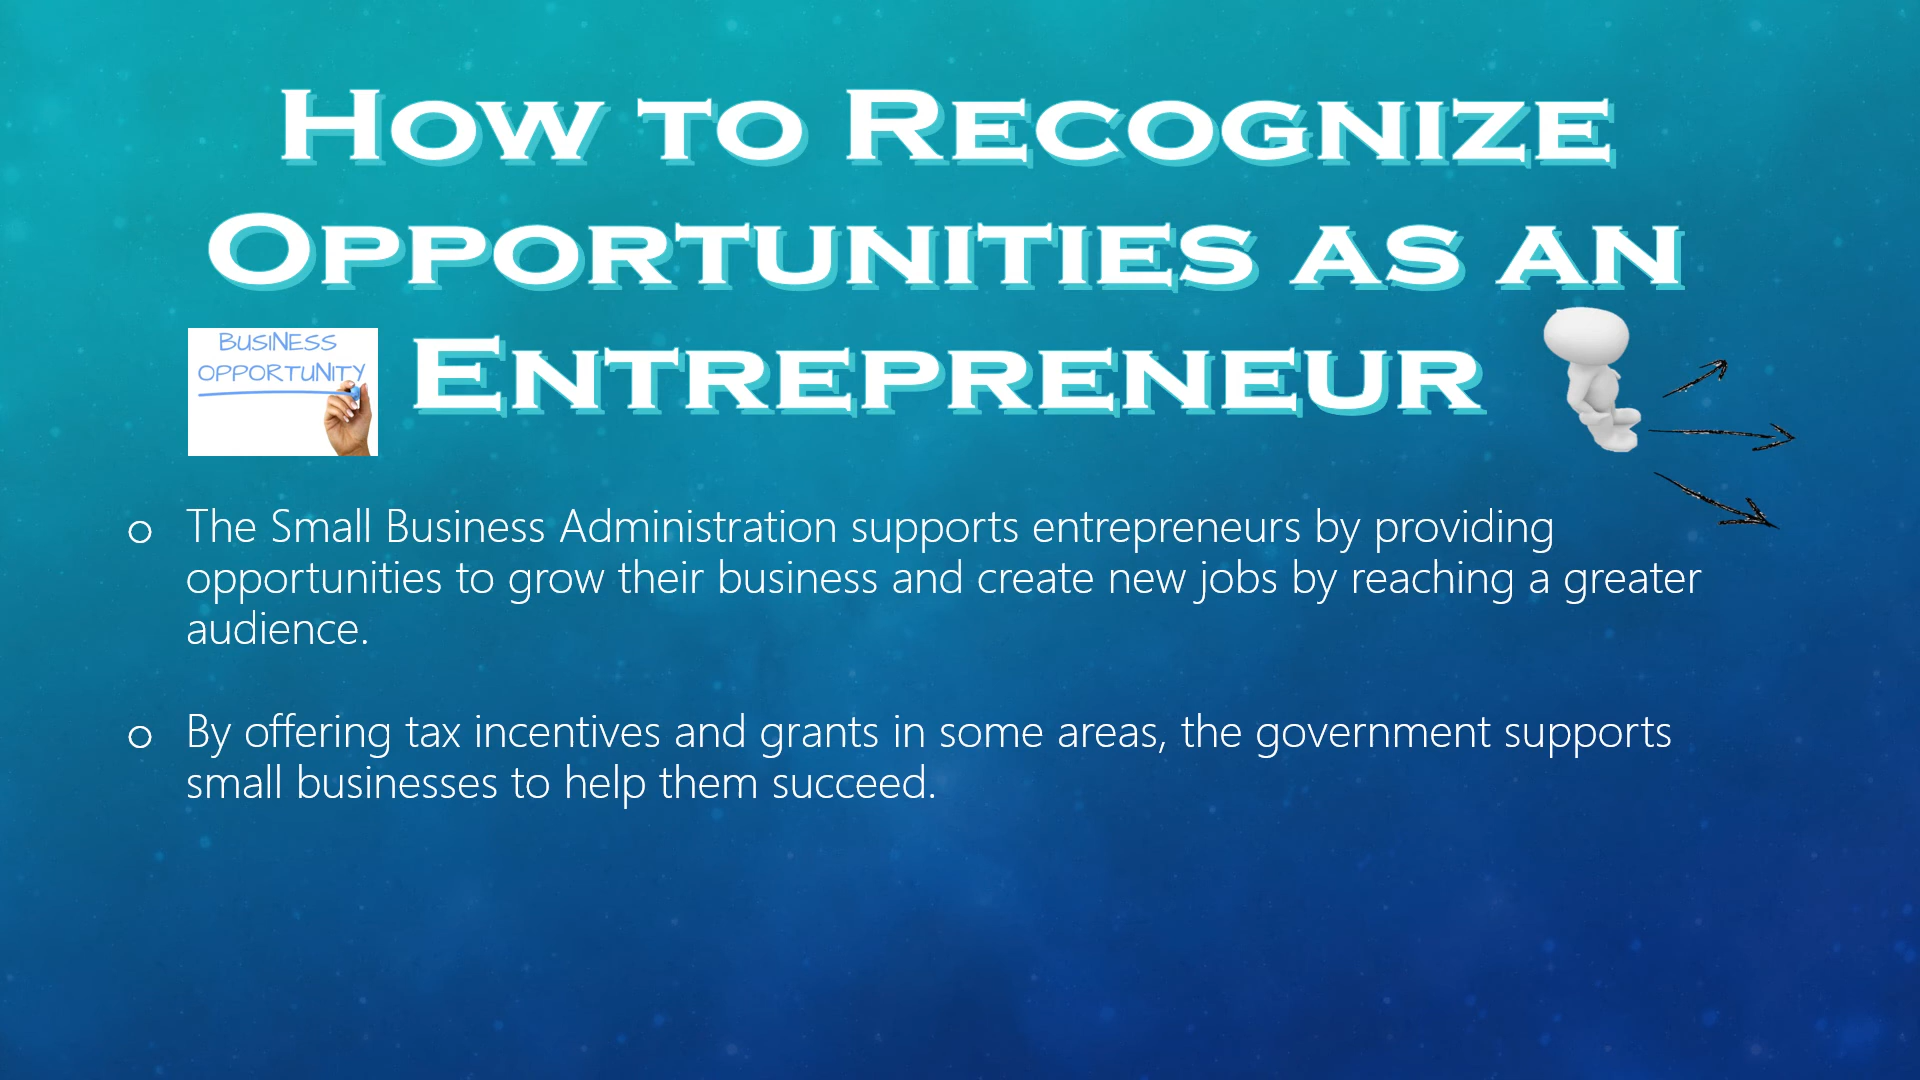 How to Recognize
Opportunities as an
Entrepreneur
BUSINESS
OPPORTUNITY
o The Small Business Administration supports entrepreneurs by providing
opportunities to grow their business and create new jobs by reaching a greater
audience.
o By offering tax incentives and grants in some areas, the government supports
small businesses to help them succeed.